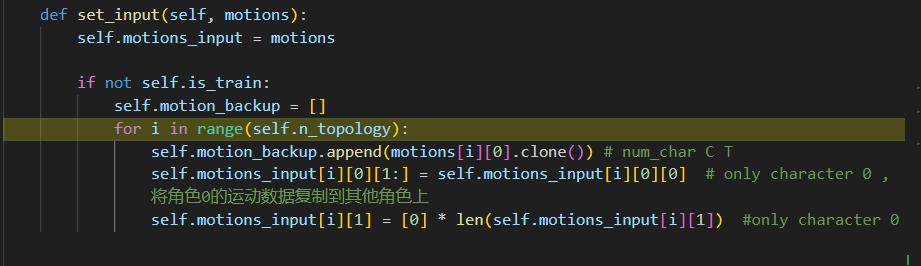 def set_input(self, motions):
self.motions_input = motions
if not self.is_train:
self.motion_backup = []
for i in range(self.n_topology):
self.motion_backup.append(motions[i][0].clone()) # num_char C T
self.motions_input[i][0][1:] = self.motions_input[i][0][0]  # only character 0 ,
将角色0的运动数据复制到其他角色上
self.motions_input[i][1] = [0] * len(self.motions_input[i][1])  #only character 0